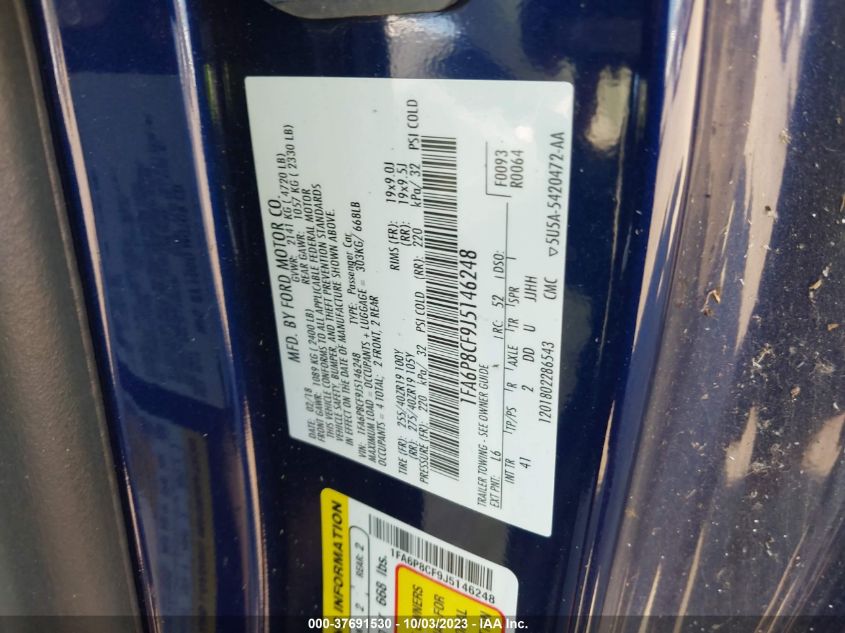 MFD. BY FORD MOTOR CO.
DATE: 02/18 GVWR: 2141 KG ( 4720 LB)
FRONT GAWR: 1089 KG ( 2400 LB) REAR GAWR: 1057 KG ( 2330 LB)
THIS VEHICLE CONFORMS TO ALL APPLICABLE FEDERAL MOTOR
VEHICLE SAFETY, BUMPER, AND THEFT PREVENTION STANDARDS
IN EFFECT ON THE DATE OF MANUFACTURE SHOWN ABOVE.
VIN: 1FA6P8CF9J5146248 TYPE: Passenger Car
MAXIMUM LOAD = OCCUPANTS + LUGGAGE = 303KG/ 668LB
OCCUPANTS = 4 TOTAL; 2 FRONT, 2 REAR
TIRE (FR): 255/40ZR19 100Y RIMS (FR): 19x9.0J
(RR): 275/40ZR19 105Y (RR): 19x9.5J
PRESSURE (FR): 220 kPa/ 32 PSI COLD (RR): 220 kPa/ 32 PSI COLD
1FA6P8CF9J5146248
TRAILER TOWING - SEE OWNER GUIDE
EXT PNT: L6 RC: 52 DSO: F0093
R0064
INT TR TP/PS R AXLE TR SPR
41 2 DD U JJHH
1201802286543 CMC ▽5U5A-5420472-AA
INFORMATION
2 REAR: 2
668 lbs.
1FA6P8CF9J5146248
000-37691530 - 10/03/2023 - IAA Inc.